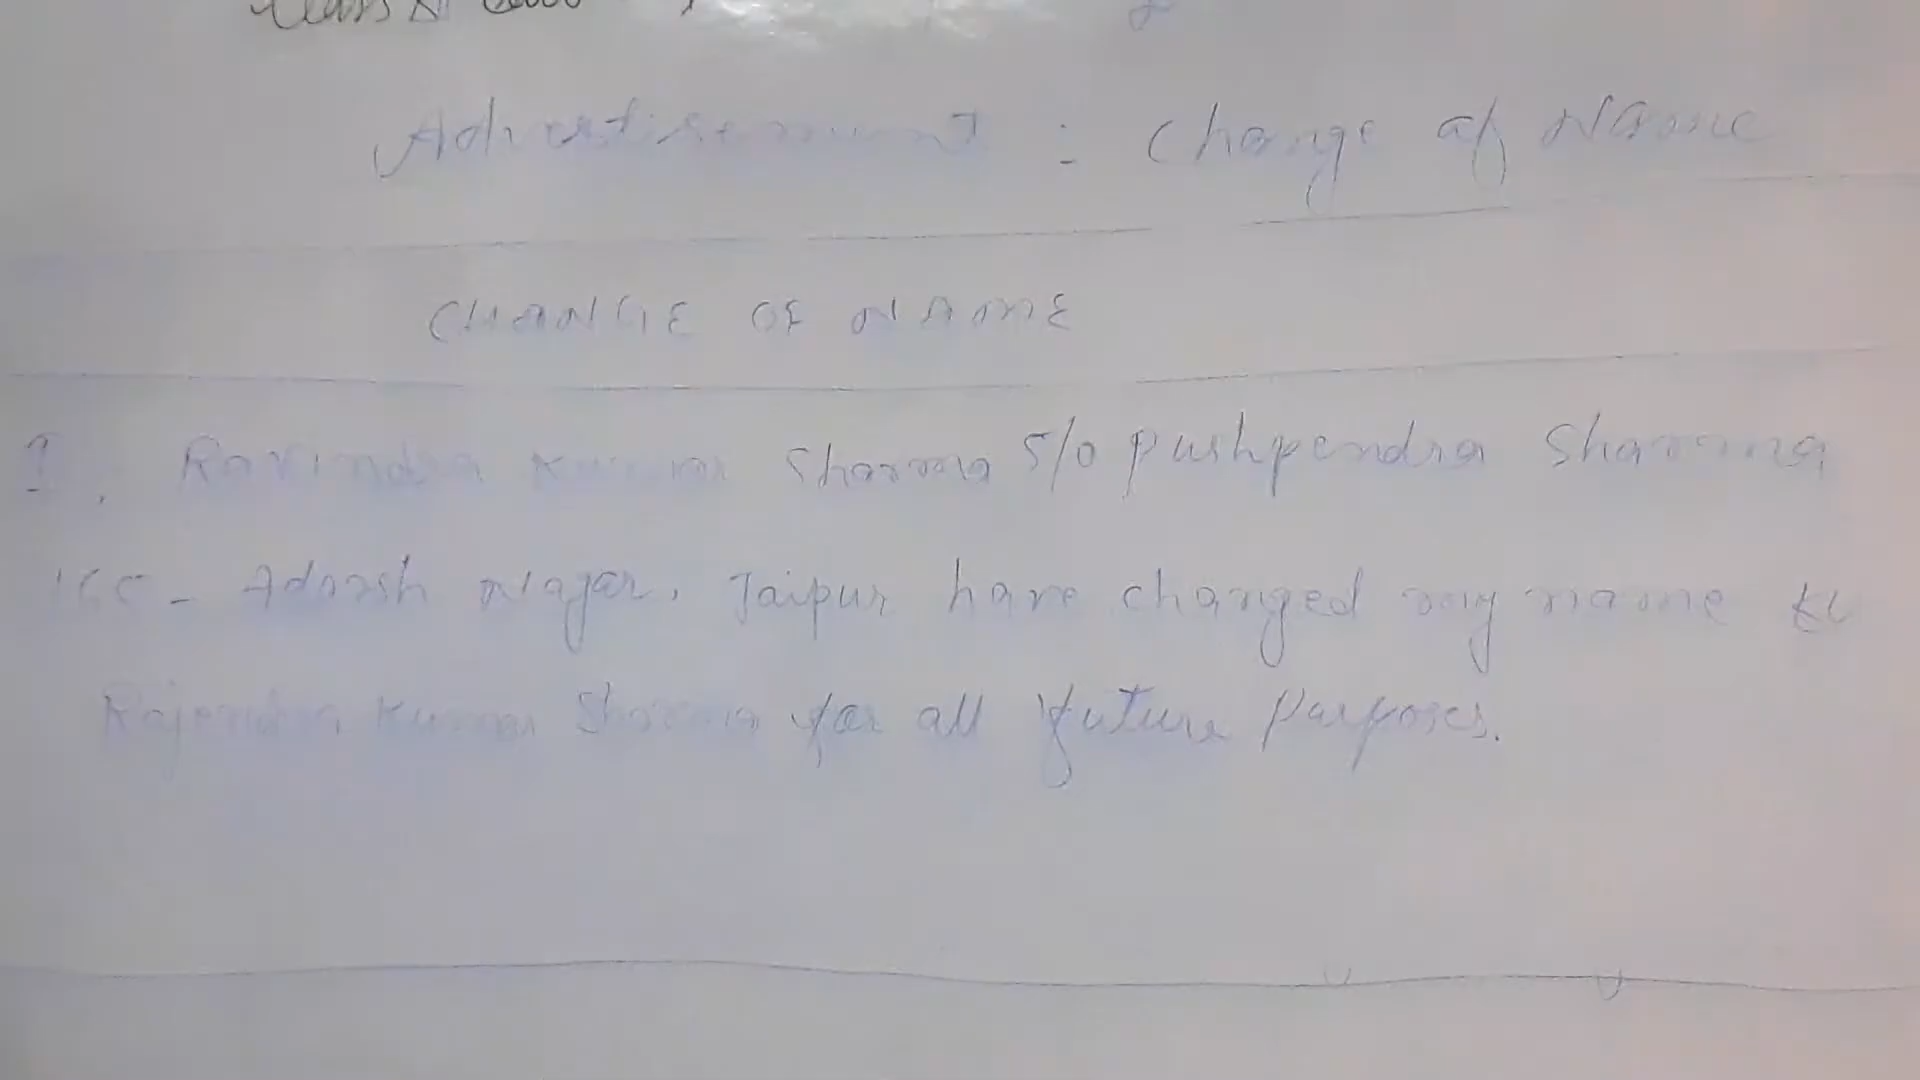 Advertisement : Change of Name
CHANGE OF NAME
I, Ravindra Kumar Sharma S/o Pushpendra Sharma
- Adarsh Nagar, Jaipur have changed my name to
Rajendra Kumar Sharma for all future Purposes.